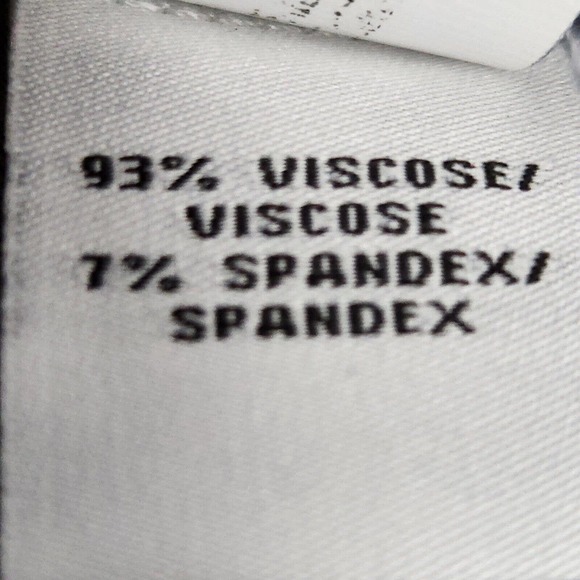 93% VISCOSE/
VISCOSE
7% SPANDEX/
SPANDEX